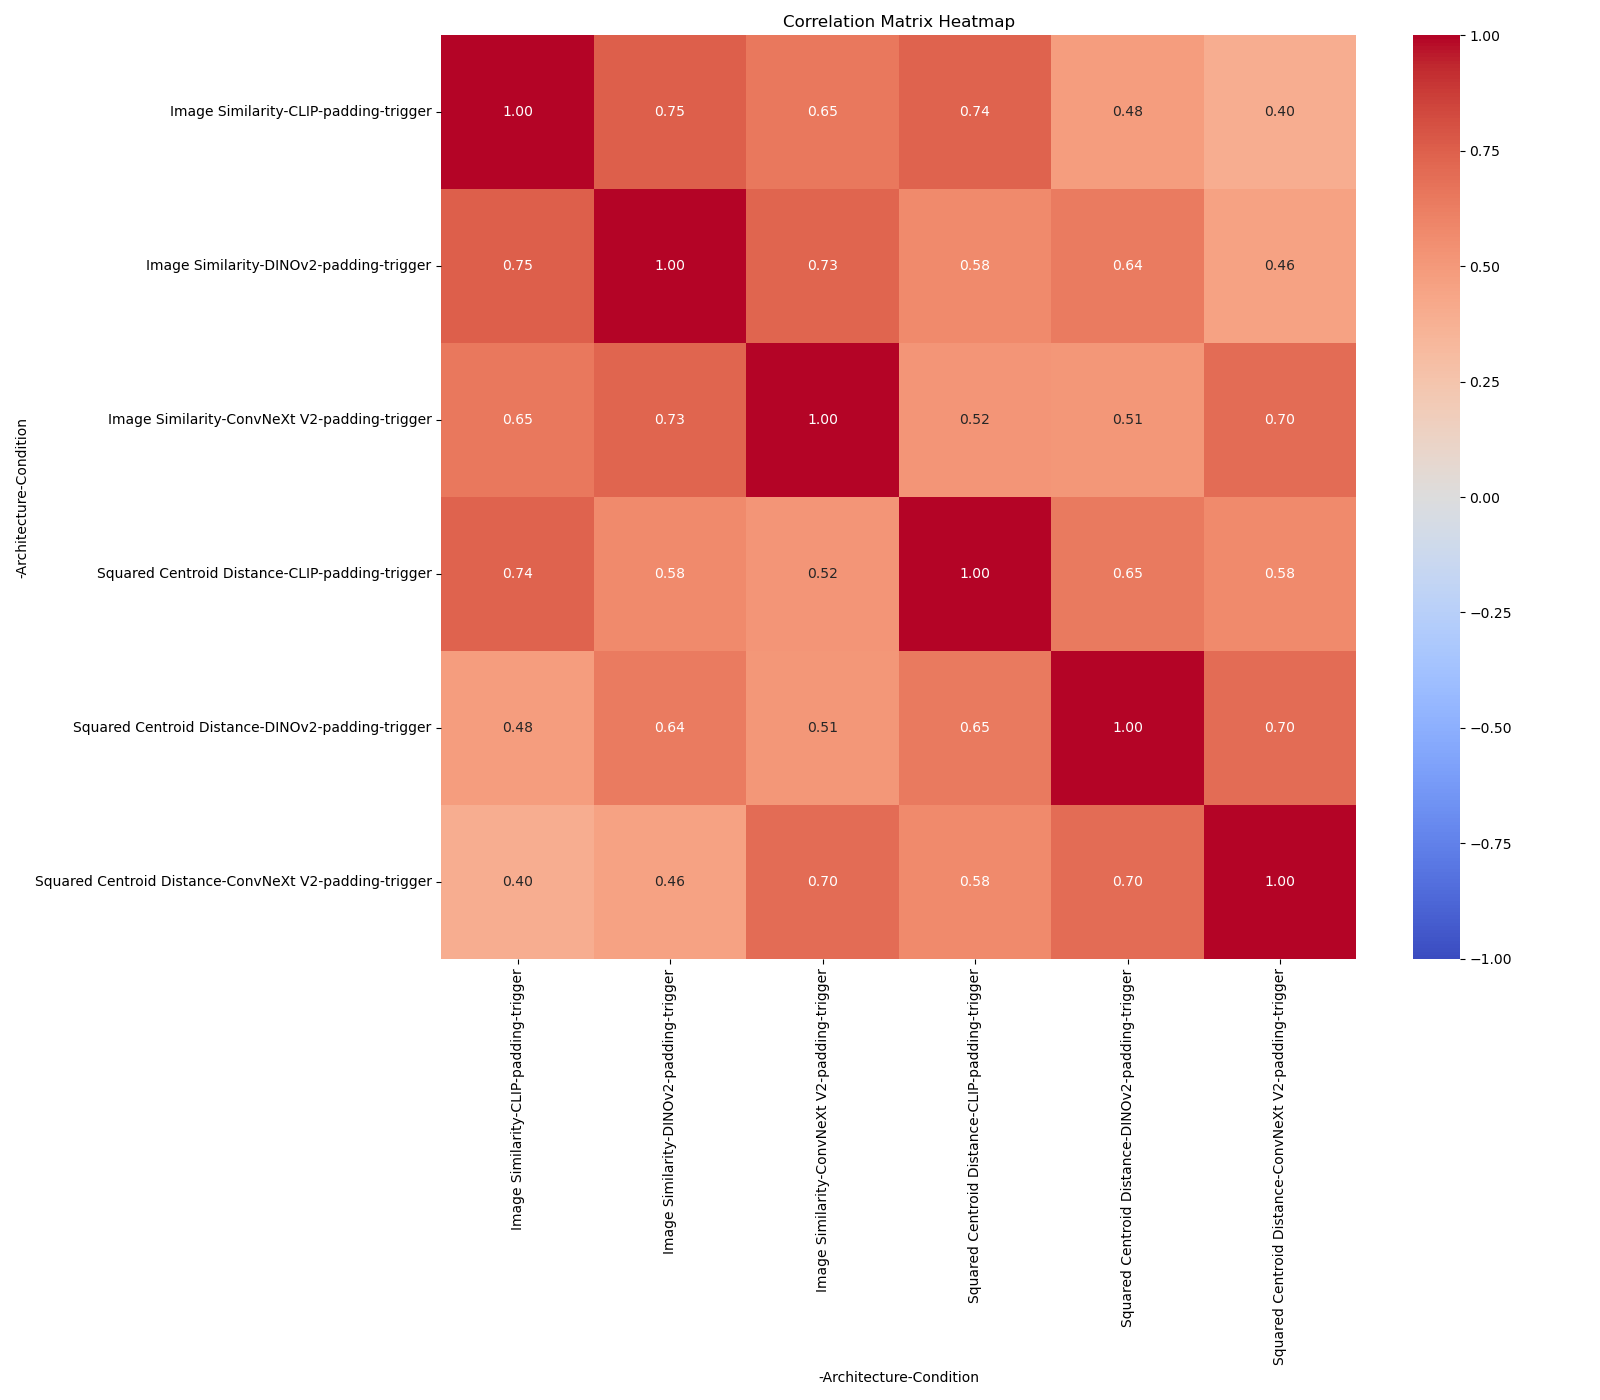 Correlation Matrix Heatmap
-Architecture-Condition
Image Similarity-CLIP-padding-trigger
1.00 0.75 0.65 0.74 0.48 0.40
Image Similarity-DINOv2-padding-trigger
0.75 1.00 0.73 0.58 0.64 0.46
Image Similarity-ConvNeXt V2-padding-trigger
0.65 0.73 1.00 0.52 0.51 0.70
Squared Centroid Distance-CLIP-padding-trigger
0.74 0.58 0.52 1.00 0.65 0.58
Squared Centroid Distance-DINOv2-padding-trigger
0.48 0.64 0.51 0.65 1.00 0.70
Squared Centroid Distance-ConvNeXt V2-padding-trigger
0.40 0.46 0.70 0.58 0.70 1.00
Image Similarity-CLIP-padding-trigger
Image Similarity-DINOv2-padding-trigger
Image Similarity-ConvNeXt V2-padding-trigger
Squared Centroid Distance-CLIP-padding-trigger
Squared Centroid Distance-DINOv2-padding-trigger
Squared Centroid Distance-ConvNeXt V2-padding-trigger
-Architecture-Condition
1.00
0.75
0.50
0.25
0.00
−0.25
−0.50
−0.75
−1.00